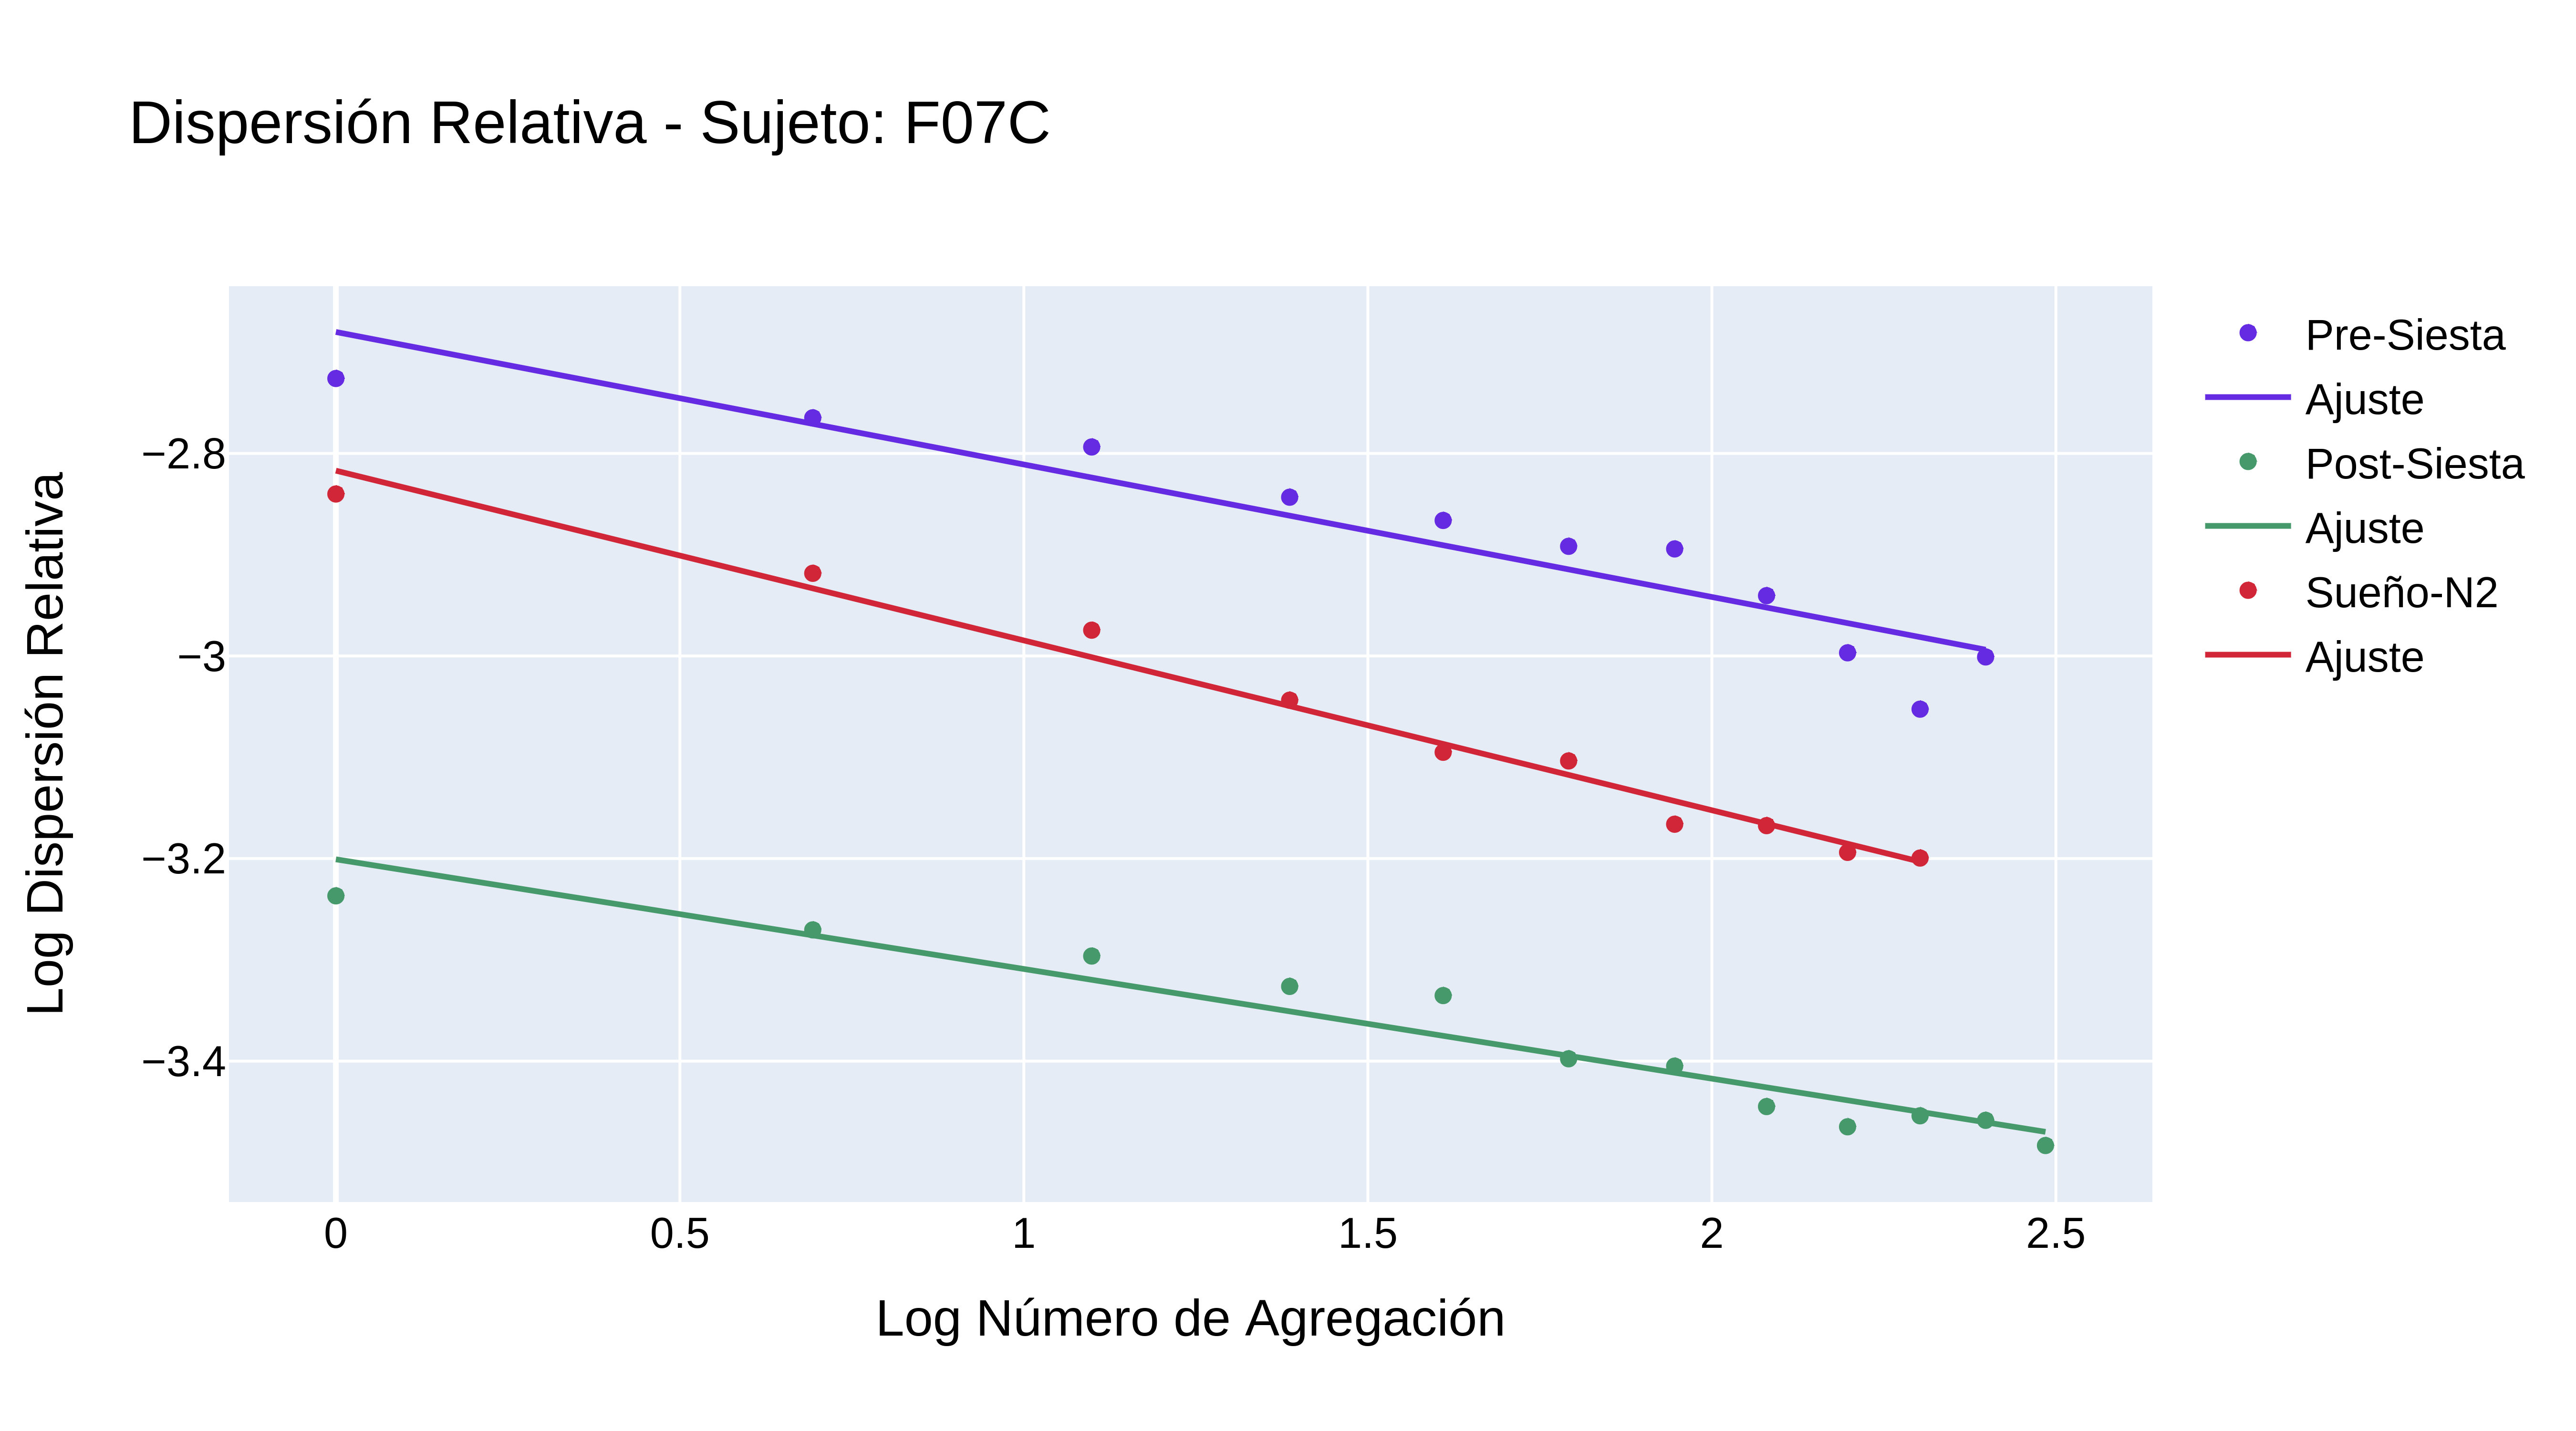 Dispersión Relativa - Sujeto: F07C
Log Dispersión Relativa
−2.8
−3
−3.2
−3.4
0
0.5
1
1.5
2
2.5
Log Número de Agregación
Pre-Siesta
Ajuste
Post-Siesta
Ajuste
Sueño-N2
Ajuste